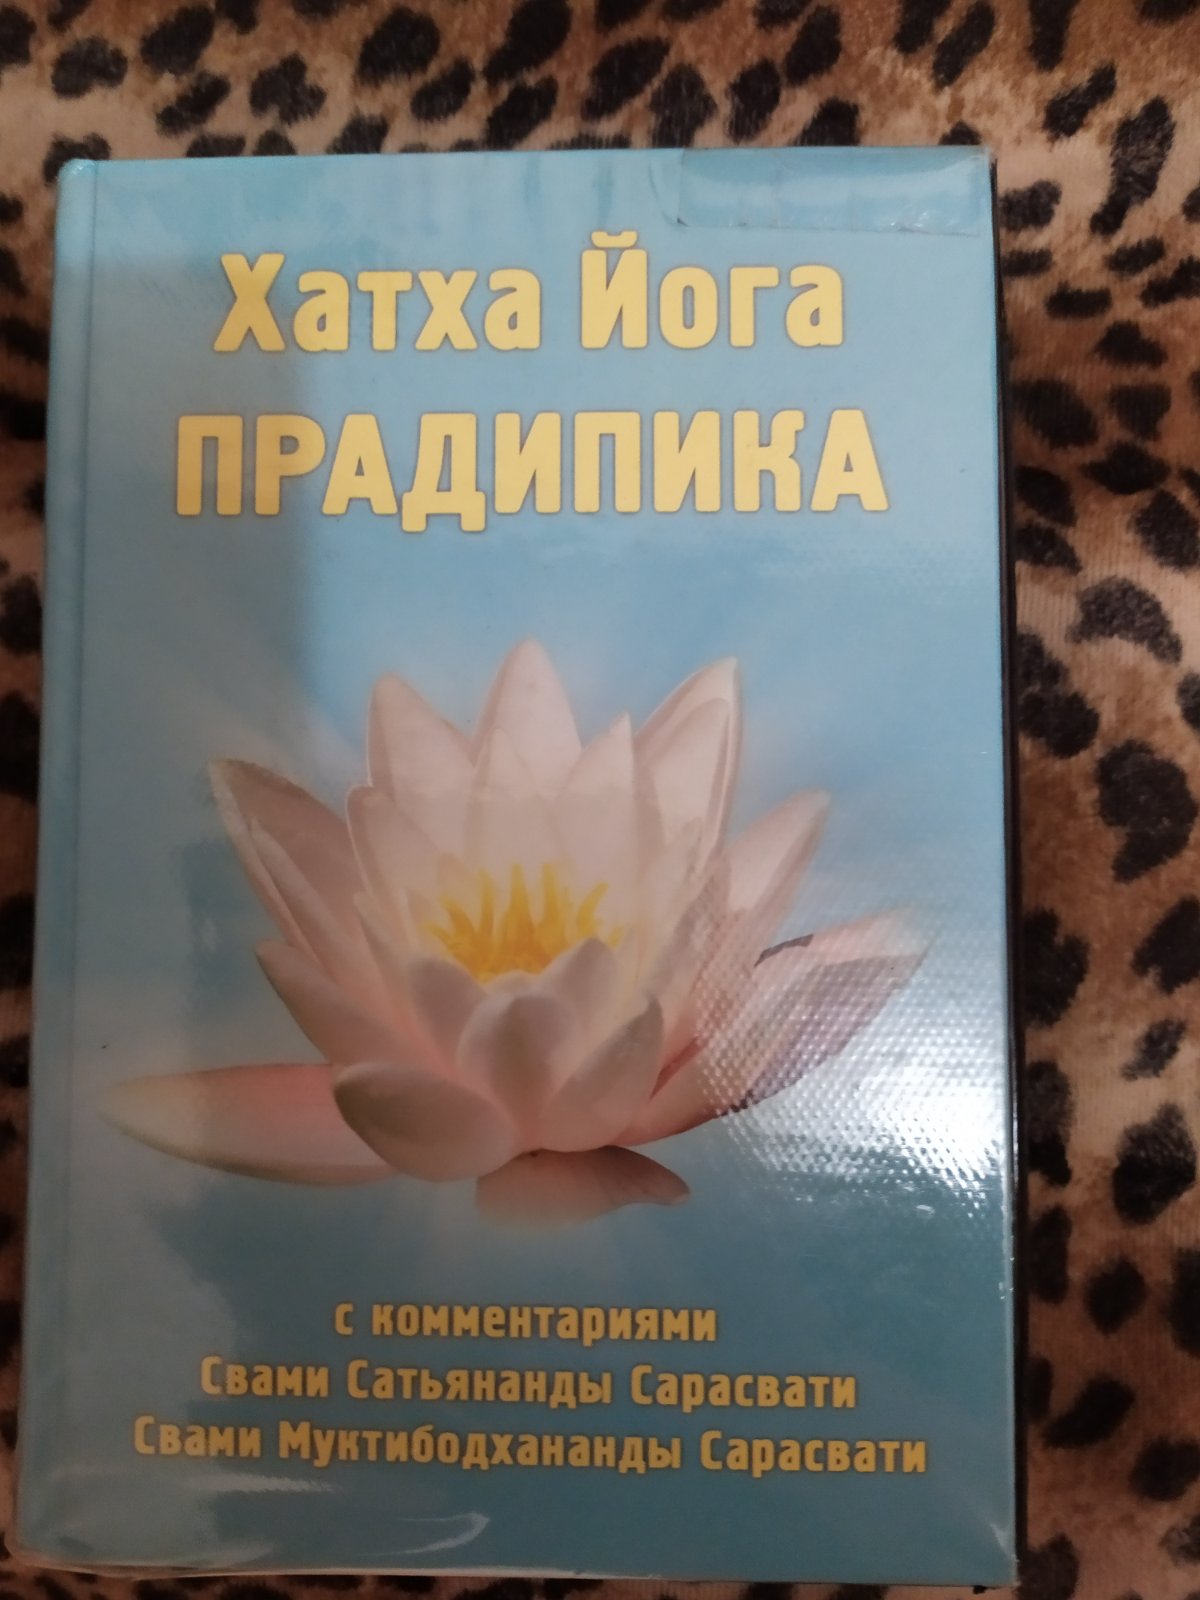 Хатха Йога
ПРАДИПИКА
с комментариями
Свами Сатьянанды Сарасвати
Свами Муктибодхананды Сарасвати